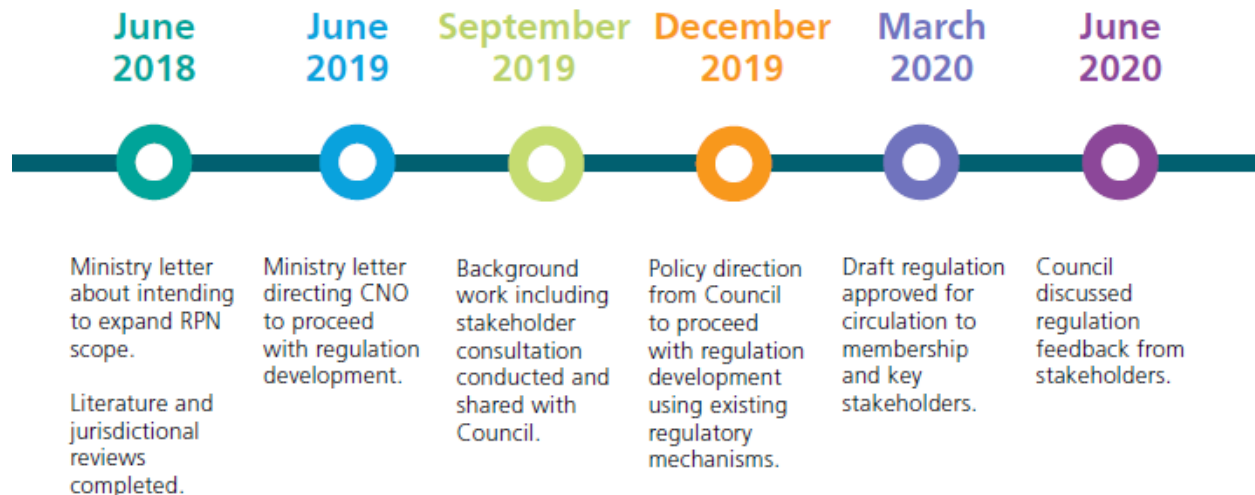 June
2018
June
2019
September
2019
December
2019
March
2020
June
2020
Ministry letter
about intending
to expand RPN
scope.
Literature and
jurisdictional
reviews
completed.
Ministry letter
directing CNO
to proceed
with regulation
development.
Background
work including
stakeholder
consultation
conducted and
shared with
Council.
Policy direction
from Council
to proceed
with regulation
development
using existing
regulatory
mechanisms.
Draft regulation
approved for
circulation to
membership
and key
stakeholders.
Council
discussed
regulation
feedback from
stakeholders.